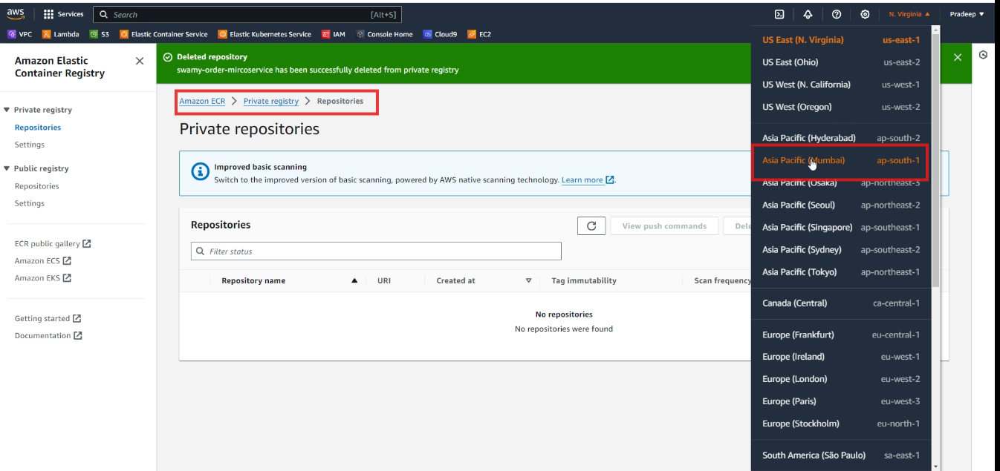 aws Services Search [Alt+S] N. Virginia Pradeep
VPC Lambda S3 Elastic Container Service Elastic Kubernetes Service IAM Console Home Cloud9 EC2
Amazon Elastic
Container Registry
Private registry
Repositories
Settings
Public registry
Repositories
Settings
ECR public gallery
Amazon ECS
Amazon EKS
Getting started
Documentation
Deleted repository
swamy-order-mircoservice has been successfully deleted from private registry
Amazon ECR > Private registry > Repositories
Private repositories
Improved basic scanning
Switch to the improved version of basic scanning, powered by AWS native scanning technology. Learn more.
Repositories
View push commands Dele
Filter status
Repository name URI Created at Tag immutability Scan frequency
No repositories
No repositories were found
US East (N. Virginia) us-east-1
US East (Ohio) us-east-2
US West (N. California) us-west-1
US West (Oregon) us-west-2
Asia Pacific (Hyderabad) ap-south-2
Asia Pacific (Mumbai) ap-south-1
Asia Pacific (Osaka) ap-northeast-3
Asia Pacific (Seoul) ap-northeast-2
Asia Pacific (Singapore) ap-southeast-1
Asia Pacific (Sydney) ap-southeast-2
Asia Pacific (Tokyo) ap-northeast-1
Canada (Central) ca-central-1
Europe (Frankfurt) eu-central-1
Europe (Ireland) eu-west-1
Europe (London) eu-west-2
Europe (Paris) eu-west-3
Europe (Stockholm) eu-north-1
South America (São Paulo) sa-east-1